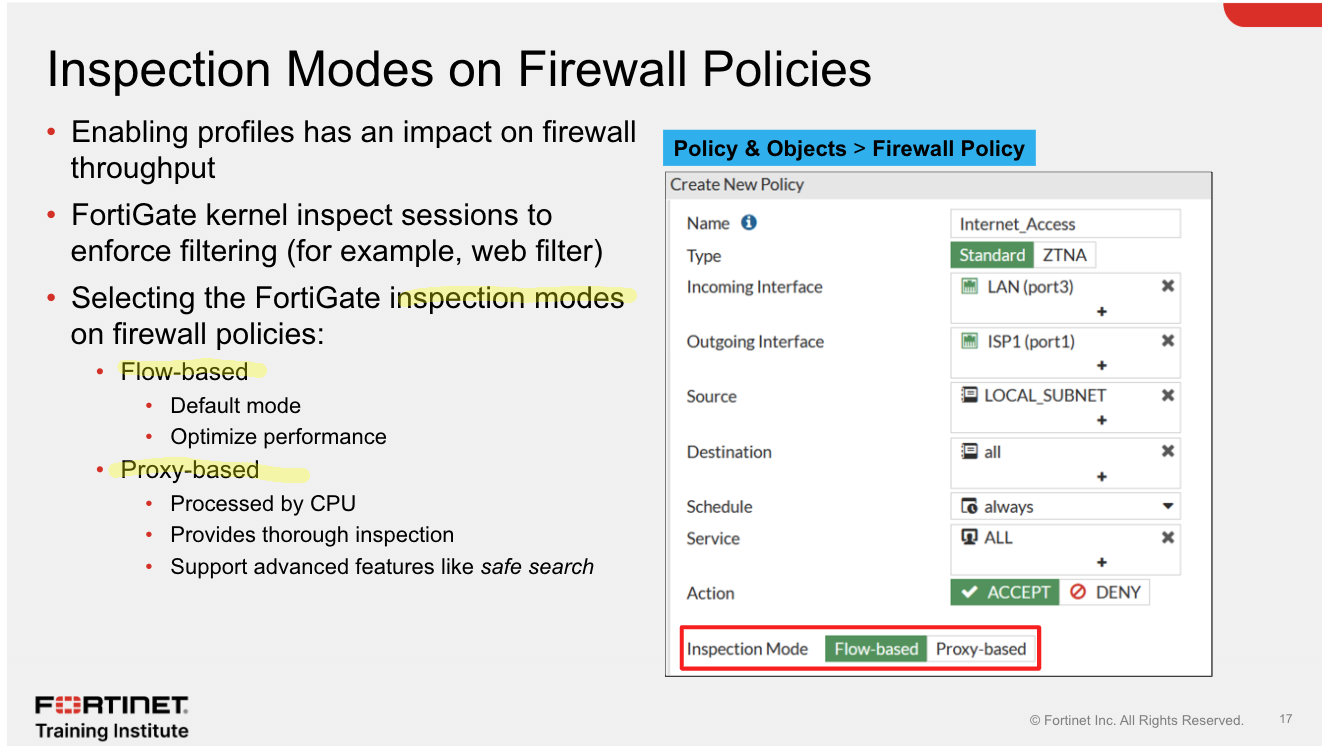 Inspection Modes on Firewall Policies
• Enabling profiles has an impact on firewall
throughput
• FortiGate kernel inspect sessions to
enforce filtering (for example, web filter)
• Selecting the FortiGate inspection modes
on firewall policies:
• Flow-based
• Default mode
• Optimize performance
• Proxy-based
• Processed by CPU
• Provides thorough inspection
• Support advanced features like safe search
Policy & Objects > Firewall Policy
Create New Policy
Name Internet_Access
Type Standard ZTNA
Incoming Interface LAN (port3)
+
Outgoing Interface ISP1 (port1)
+
Source LOCAL_SUBNET
+
Destination all
+
Schedule always
Service ALL
+
Action ACCEPT DENY
Inspection Mode Flow-based Proxy-based
FORTINET
Training Institute
© Fortinet Inc. All Rights Reserved. 17